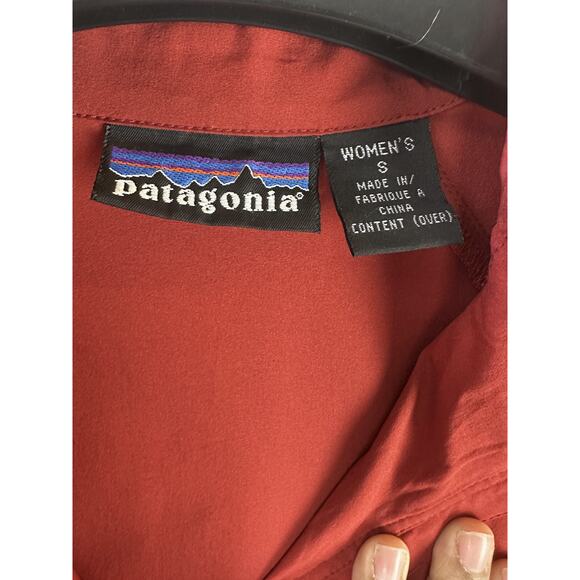 patagonia®
WOMEN'S
S
MADE IN/
FABRIQUE A
CHINA
CONTENT (OVER)